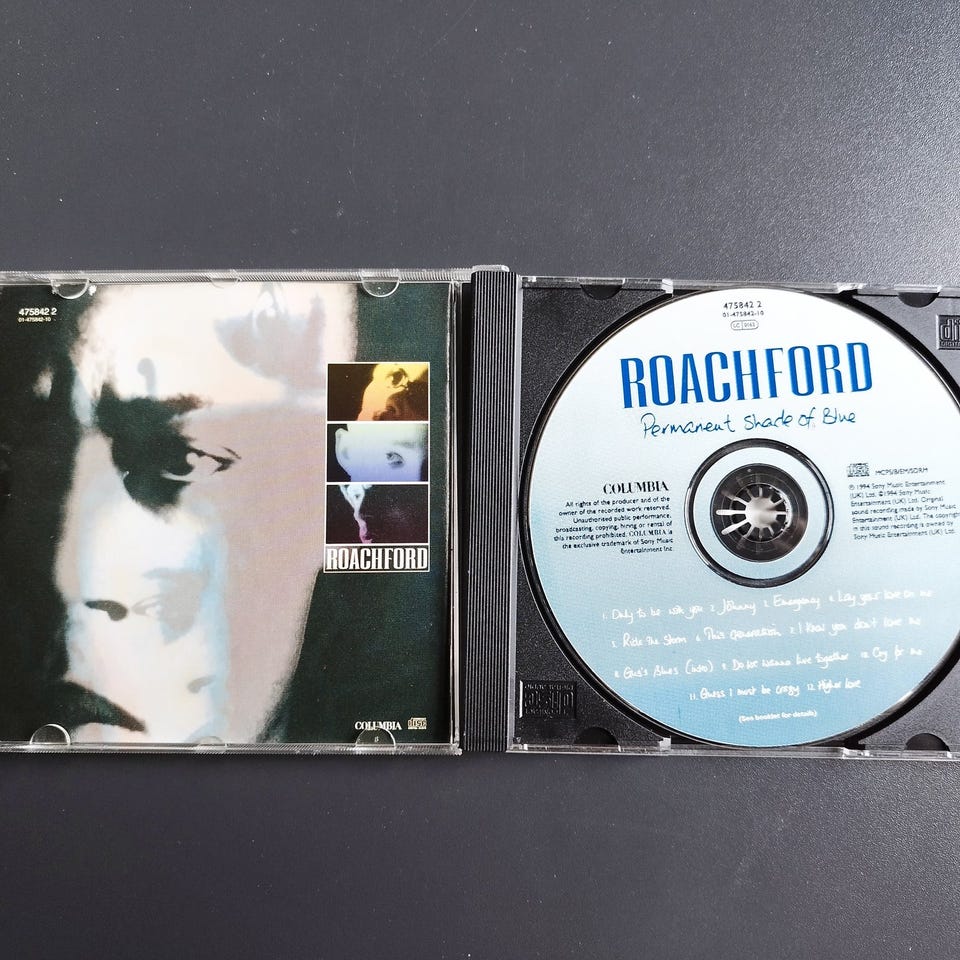 475842 2
01-475842-10
ROACHFORD
COLUMBIA
475842 2
01-475842-10
LC 0162
ROACHFORD
Permanent Shade of Blue
COLUMBIA
All rights of the producer and of the
owner of the recorded work reserved.
Unauthorised public performance,
broadcasting, copying, hiring or rental of
this recording prohibited. COLUMBIA is
the exclusive trademark of Sony Music
Entertainment Inc.
MCPS/BIEM/SDRM
℗ 1994 Sony Music Entertainment
(UK) Ltd. © 1994 Sony Music
Entertainment (UK) Ltd. Original
sound recording made by Sony Music
Entertainment (UK) Ltd. The copyright
in this sound recording is owned by
Sony Music Entertainment (UK) Ltd.
1. Only to be with you 2. Johnny 3. Emergency 4. Lay your love on me
5. Ride the storm 6. This generation 7. I know you don't love me
8. Gus's Blues (intro) 9. Do we wanna live together 10. Cry for me
11. Guess I must be crazy 12. Higher love
(See booklet for details)